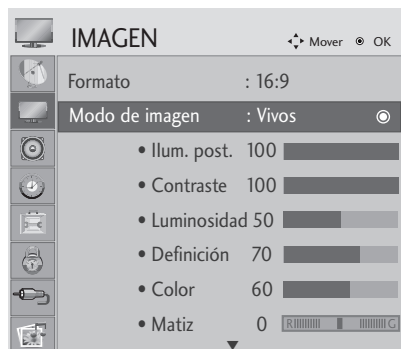 IMAGEN Mover OK
Formato : 16:9
Modo de imagen : Vivos
• Ilum. post. 100
• Contraste 100
• Luminosidad 50
• Definición 70
• Color 60
• Matiz 0 R G